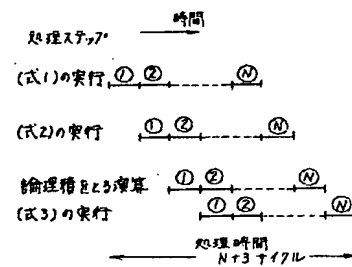 時間
処理ステップ
(式1)の実行 ① ② Ⓝ
(式2)の実行 ① ② Ⓝ
論理積をとる演算 ① ② Ⓝ
(式3)の実行 ① ② Ⓝ
処理時間
N+3サイクル